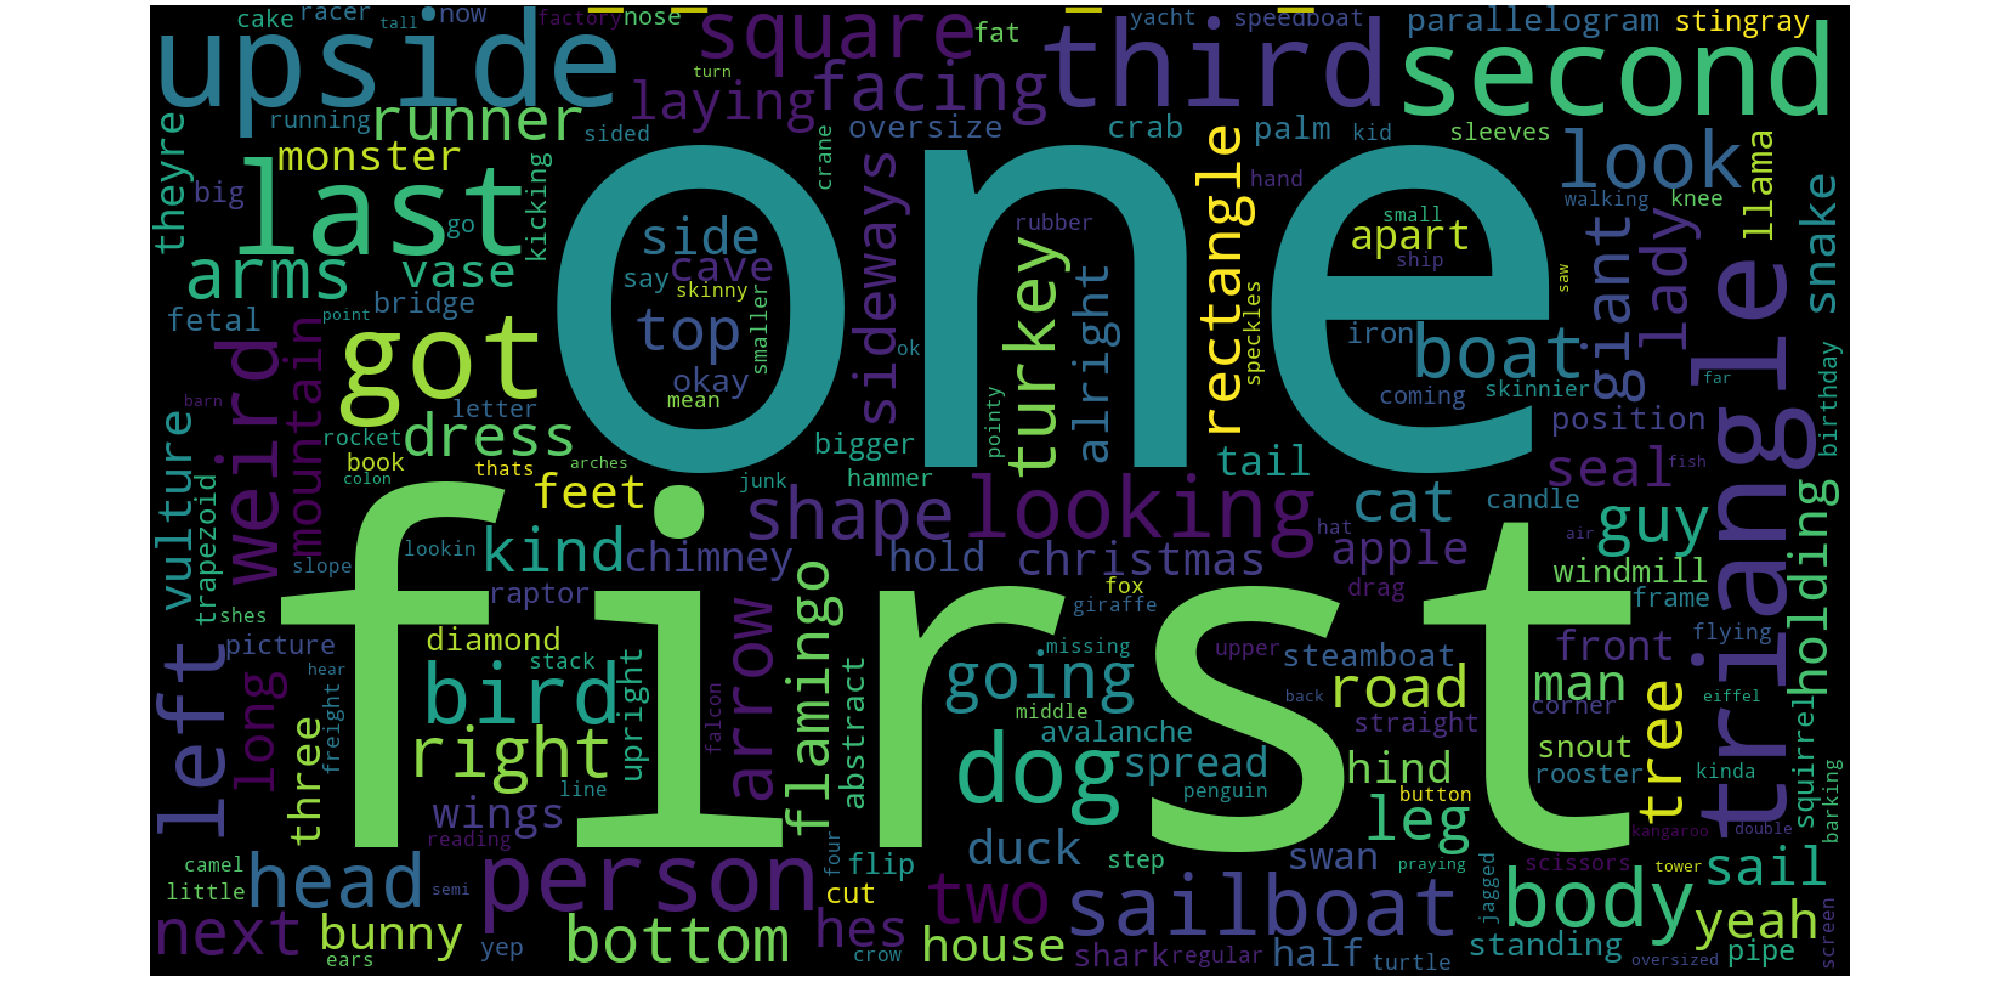 cake racer tall now factory nose
upside
square
fat
third
yacht speedboat
parallelogram stingray
second
turn
laying facing
running runner sided
oversize crab palm kid sleeves
theyre
monster
last
big
go
kicking
crane
sideways
one
rectangle
hand
look
walking knee
llama
snake
arms vase
side
say cave
skinny
smaller
top
okay
mean
rubber
turkey
alright
small
apart
ship
saw
speckles
iron boat
coming
skinnier
giant
lady
triangle
far
birthday
fetal bridge
point
weird
mountain
got
ok
barn
letter
rocket dress
book
colon
thats
arches
bigger
pointy
position
vulture
trapezoid
feet
junk
hammer
tail
seal fish
shape looking
cat candle
guy
holding
slope
lookin
kind chimney
hold christmas
hat
apple
air
windmill
first
shes
raptor
arrow
flamingo
fox
giraffe
drag
frame
picture
diamond
stack
hear
left
long
freight
bird
upright
falcon
abstract
missing
going
middle
upper steamboat
back
road
front
man
corner
flying
eiffel
tree
three
right
line
avalanche
straight
snout
dog spread
penguin
hind
button
rooster
kinda
squirrel
barking
wings
reading
leg
kangaroo double
camel
little
head
semi
person
four
flip
cut
duck step swan
praying
jagged
scissors
tower
sail
next bunny
ears
yep
bottom
hes
crow
two
house
sailboat
shark regular half turtle
body
standing
yeah
oversized
pipe
screen